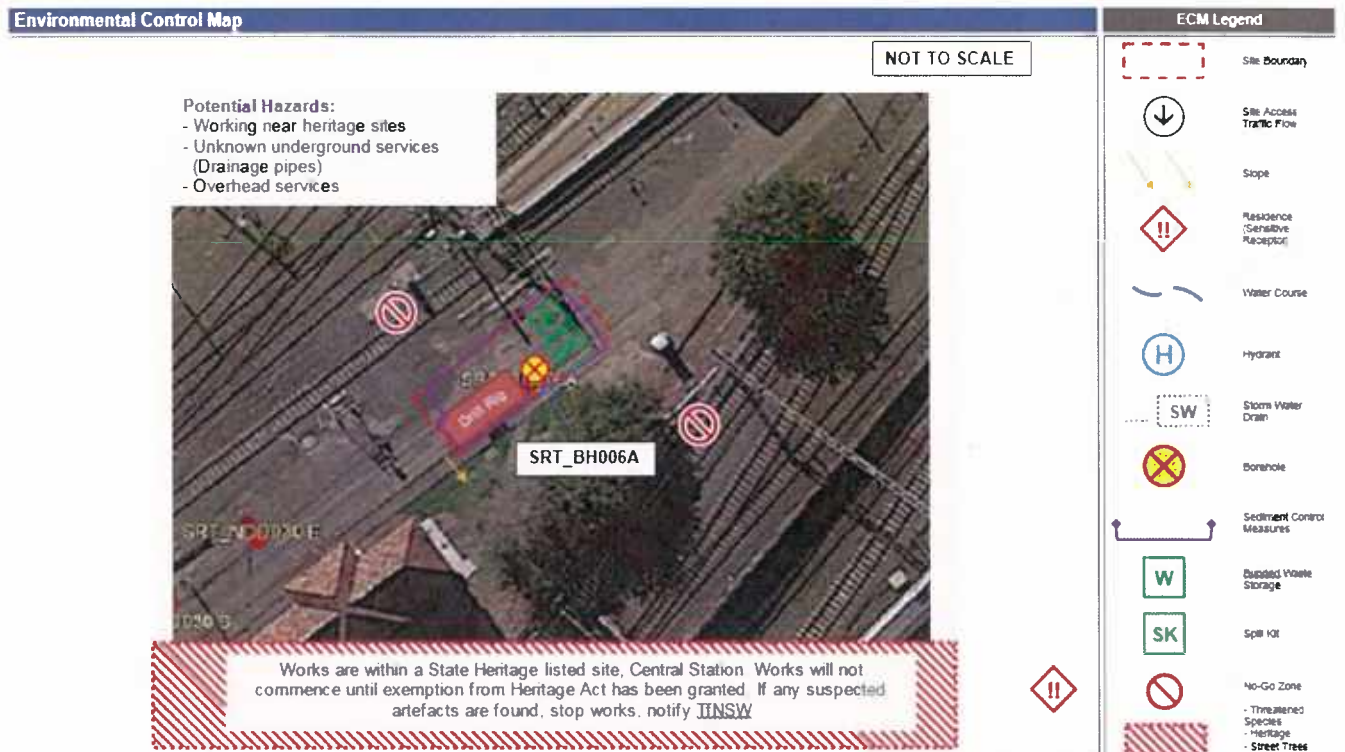 Environmental Control Map
ECM Legend
NOT TO SCALE
Potential Hazards:
- Working near heritage sites
- Unknown underground services
(Drainage pipes)
- Overhead services
Drill Rig
SRT_BH006A
Works are within a State Heritage listed site, Central Station. Works will not
commence until exemption from Heritage Act has been granted. If any suspected
artefacts are found, stop works, notify TfNSW
!!
Site Boundary
Site Access
Traffic Flow
Slope
!!
Residence
(Sensitive
Receptor)
Water Course
H
Hydrant
SW
Storm Water
Drain
Borehole
Sediment Control
Measures
W
Bunded Waste
Storage
SK
Spill Kit
No-Go Zone
- Threatened
Species
- Heritage
- Street Trees